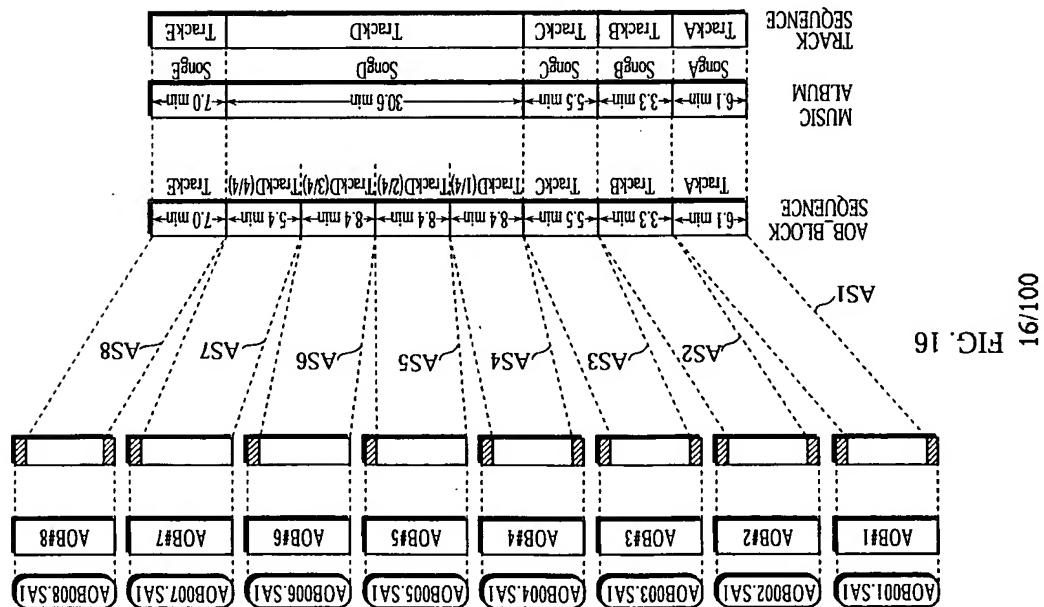 16/100
FIG. 16
AOB001.SA1 AOB002.SA1 AOB003.SA1 AOB004.SA1 AOB005.SA1 AOB006.SA1 AOB007.SA1 AOB008.SA1
AOB#1 AOB#2 AOB#3 AOB#4 AOB#5 AOB#6 AOB#7 AOB#8
AS1 AS2 AS3 AS4 AS5 AS6 AS7 AS8
AOB_BLOCK
SEQUENCE
6.1 min 3.3 min 5.5 min 8.4 min 8.4 min 8.4 min 5.4 min 7.0 min
TrackA TrackB TrackC TrackD(1/4) TrackD(2/4) TrackD(3/4) TrackD(4/4) TrackE
MUSIC
ALBUM
6.1 min 3.3 min 5.5 min 30.6 min 7.0 min
SongA SongB SongC SongD SongE
TRACK
SEQUENCE
TrackA TrackB TrackC TrackD TrackE